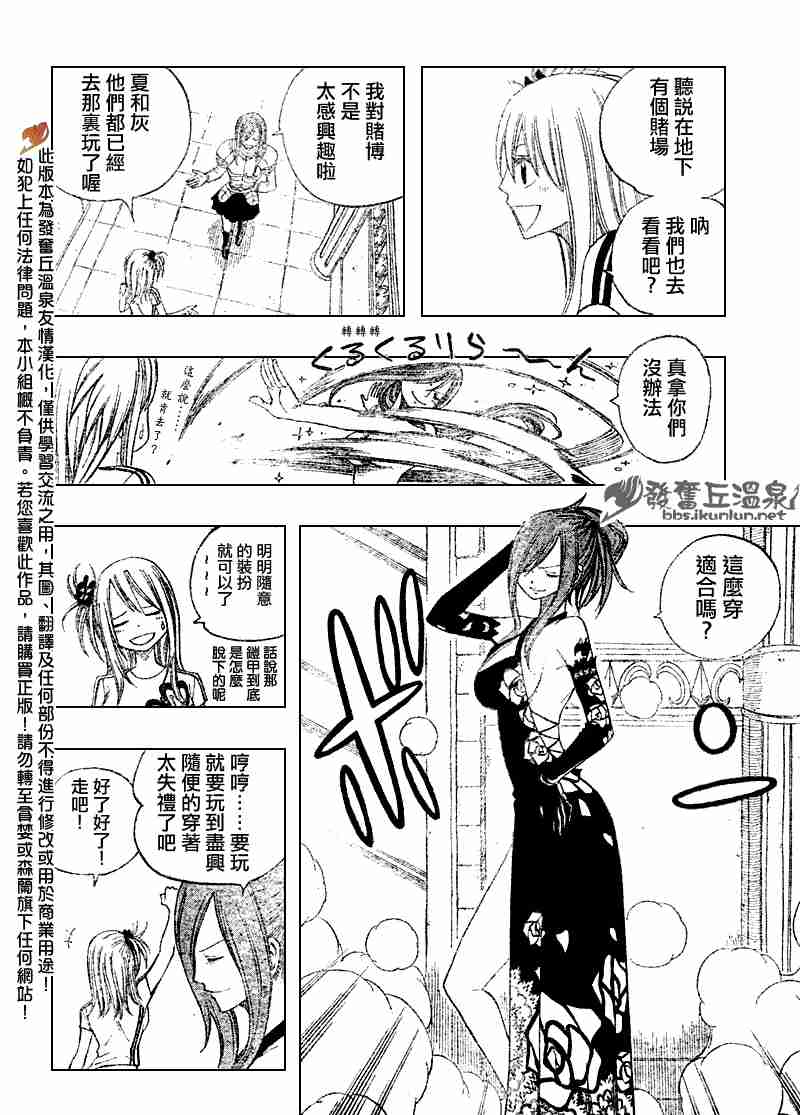 聽説在地下
有個賭場
吶
我們也去
看看吧？
我對賭博
不是
太感興趣啦
夏和灰
他們都已經
去那裏玩了喔
轉轉轉
くるくるりら～～ん
真拿你們
沒辦法
這麼說……
就肯去了？
發奮丘溫泉
bbs.ikunlun.net
這麼穿
適合嗎？
明明隨意
的裝扮
就可以了
～～～
話說那
鎧甲到底
是怎麼
脫下的呢
哼哼……要玩
就要玩到盡興
隨便的穿著
太失禮了吧
好了好了！
走吧！
此版本為發奮丘溫泉友情漢化，僅供學習交流之用，其圖、翻譯及任何部份不得進行修改或用於商業用途！
如犯上任何法律問題，本小組概不負責。若您喜歡此作品，請購買正版！請勿轉至貪婪或森蘭旗下任何網站！